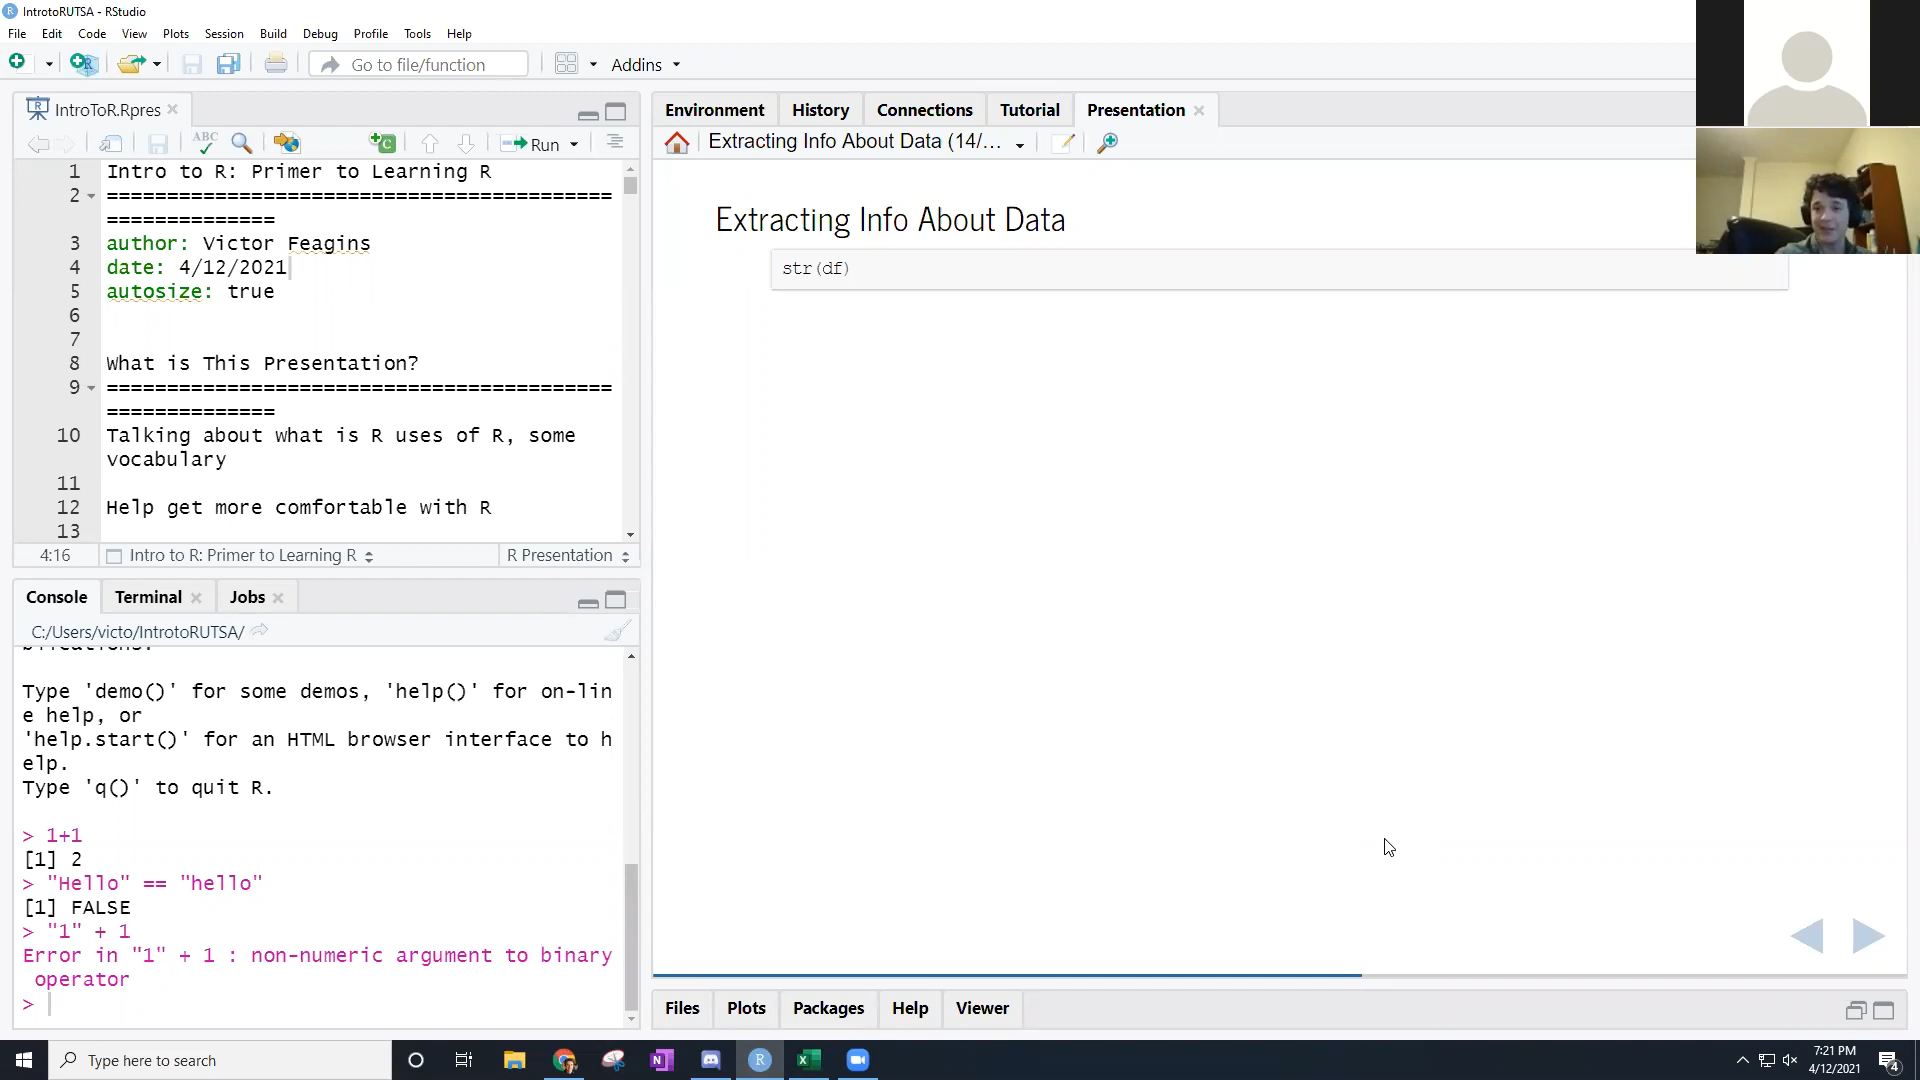 IntrotoRUTSA - RStudio
File Edit Code View Plots Session Build Debug Profile Tools Help
Go to file/function
Addins
IntroToR.Rpres
Run
1 Intro to R: Primer to Learning R
2 ==========================================
==============
3 author: Victor Feagins
4 date: 4/12/2021
5 autosize: true
6
7
8 What is This Presentation?
9 ==========================================
==============
10 Talking about what is R uses of R, some
vocabulary
11
12 Help get more comfortable with R
13
4:16 Intro to R: Primer to Learning R R Presentation
Console Terminal Jobs
C:/Users/victo/IntrotoRUTSA/
Type 'demo()' for some demos, 'help()' for on-lin
e help, or
'help.start()' for an HTML browser interface to h
elp.
Type 'q()' to quit R.
> 1+1
[1] 2
> "Hello" == "hello"
[1] FALSE
> "1" + 1
Error in "1" + 1 : non-numeric argument to binary
operator
>
Environment History Connections Tutorial Presentation
Extracting Info About Data (14/...
Extracting Info About Data
str(df)
Files Plots Packages Help Viewer
Type here to search
7:21 PM
4/12/2021
4